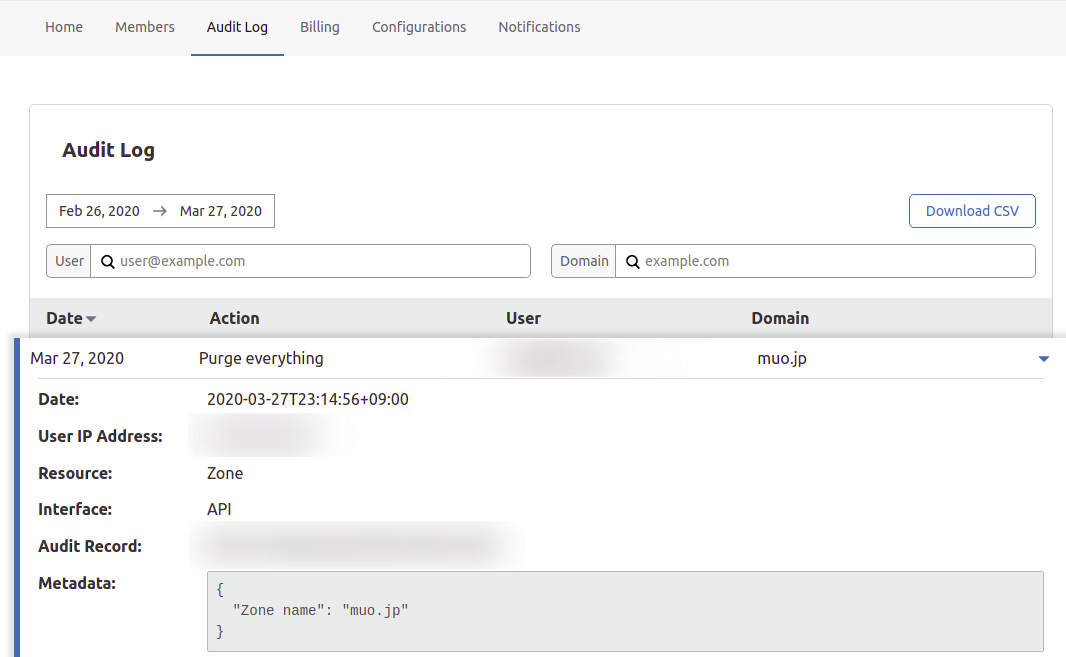 Home Members Audit Log Billing Configurations Notifications
Audit Log
Feb 26, 2020 → Mar 27, 2020 Download CSV
User user@example.com Domain example.com
Date Action User Domain
Mar 27, 2020 Purge everything muo.jp
Date: 2020-03-27T23:14:56+09:00
User IP Address:
Resource: Zone
Interface: API
Audit Record:
Metadata: {
"Zone name": "muo.jp"
}